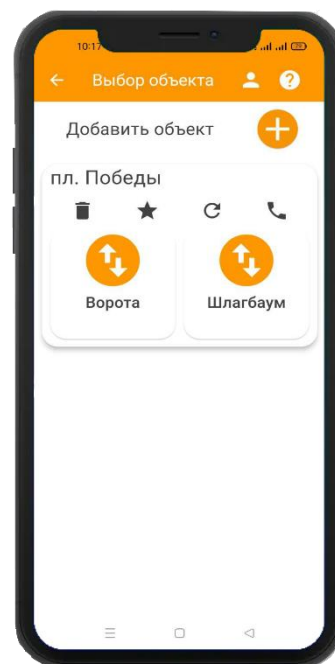 10:17
Выбор объекта
Добавить объект
пл. Победы
Ворота
Шлагбаум